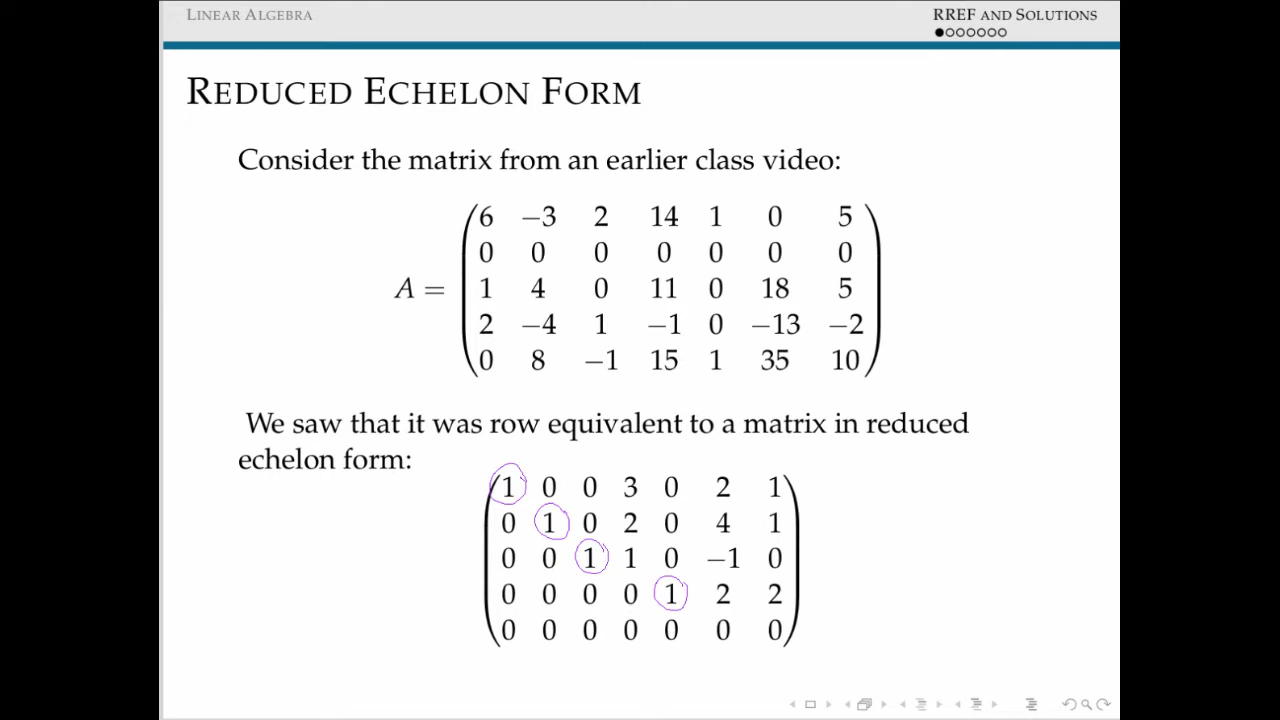 LINEAR ALGEBRA
RREF AND SOLUTIONS
REDUCED ECHELON FORM
Consider the matrix from an earlier class video:
A =
6 −3 2 14 1 0 5
0 0 0 0 0 0 0
1 4 0 11 0 18 5
2 −4 1 −1 0 −13 −2
0 8 −1 15 1 35 10
We saw that it was row equivalent to a matrix in reduced
echelon form:
1 0 0 3 0 2 1
0 1 0 2 0 4 1
0 0 1 1 0 −1 0
0 0 0 0 1 2 2
0 0 0 0 0 0 0